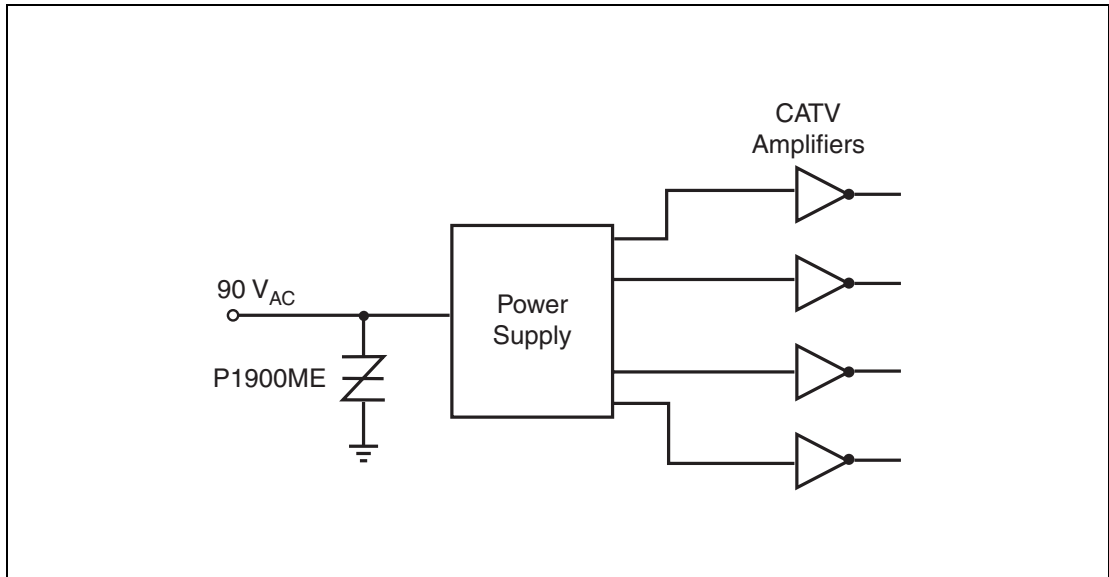 CATV
Amplifiers
90 VAC
Power
Supply
P1900ME